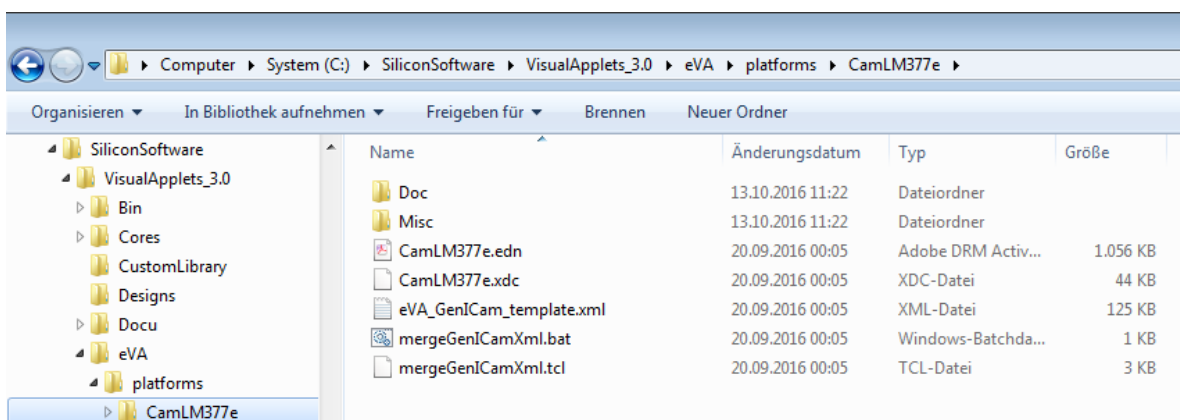 Computer System (C:) SiliconSoftware VisualApplets_3.0 eVA platforms CamLM377e
Organisieren In Bibliothek aufnehmen Freigeben für Brennen Neuer Ordner
SiliconSoftware
VisualApplets_3.0
Bin
Cores
CustomLibrary
Designs
Docu
eVA
platforms
CamLM377e
Name Änderungsdatum Typ Größe
Doc 13.10.2016 11:22 Dateiordner
Misc 13.10.2016 11:22 Dateiordner
CamLM377e.edn 20.09.2016 00:05 Adobe DRM Activ... 1.056 KB
CamLM377e.xdc 20.09.2016 00:05 XDC-Datei 44 KB
eVA_GenICam_template.xml 20.09.2016 00:05 XML-Datei 125 KB
mergeGenICamXml.bat 20.09.2016 00:05 Windows-Batchda... 1 KB
mergeGenICamXml.tcl 20.09.2016 00:05 TCL-Datei 3 KB